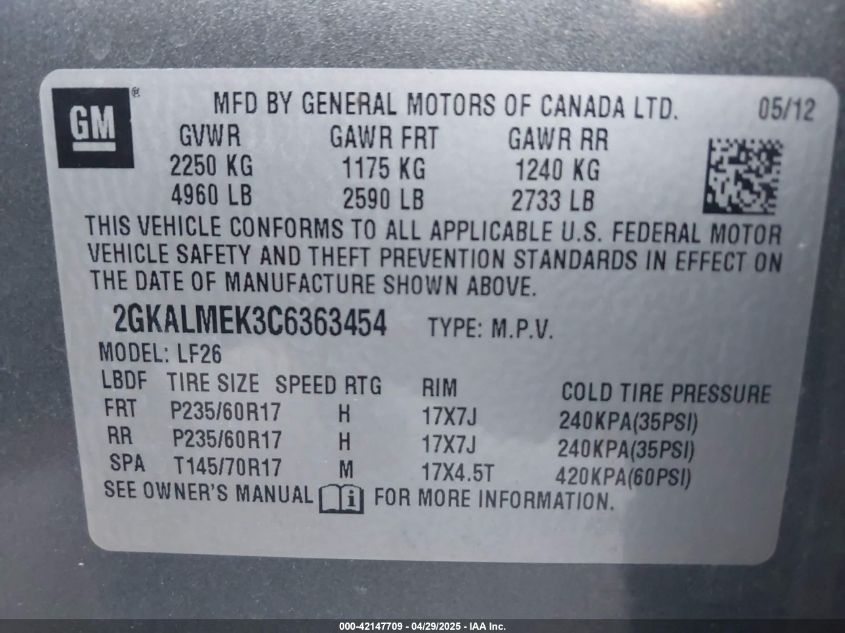 GM ® MFD BY GENERAL MOTORS OF CANADA LTD. 05/12
GVWR GAWR FRT GAWR RR
2250 KG 1175 KG 1240 KG
4960 LB 2590 LB 2733 LB
THIS VEHICLE CONFORMS TO ALL APPLICABLE U.S. FEDERAL MOTOR
VEHICLE SAFETY AND THEFT PREVENTION STANDARDS IN EFFECT ON
THE DATE OF MANUFACTURE SHOWN ABOVE.
2GKALMEK3C6363454 TYPE: M.P.V.
MODEL: LF26
LBDF TIRE SIZE SPEED RTG RIM COLD TIRE PRESSURE
FRT P235/60R17 H 17X7J 240KPA(35PSI)
RR P235/60R17 H 17X7J 240KPA(35PSI)
SPA T145/70R17 M 17X4.5T 420KPA(60PSI)
SEE OWNER'S MANUAL i FOR MORE INFORMATION.
000-42147709 - 04/29/2025 - IAA Inc.